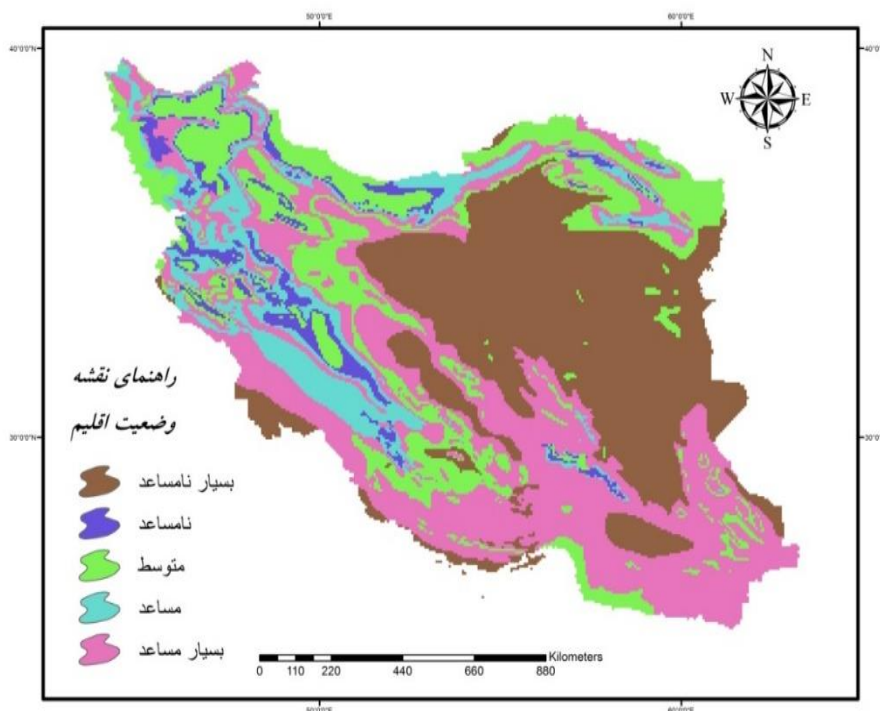 50°0'0"E 60°0'0"E
40°0'0"N
N
W E
S
راهنمای نقشه
وضعیت اقلیم
30°0'0"N
بسیار نامساعد
نامساعد
متوسط
مساعد
بسیار مساعد
Kilometers
0 110 220 440 660 880